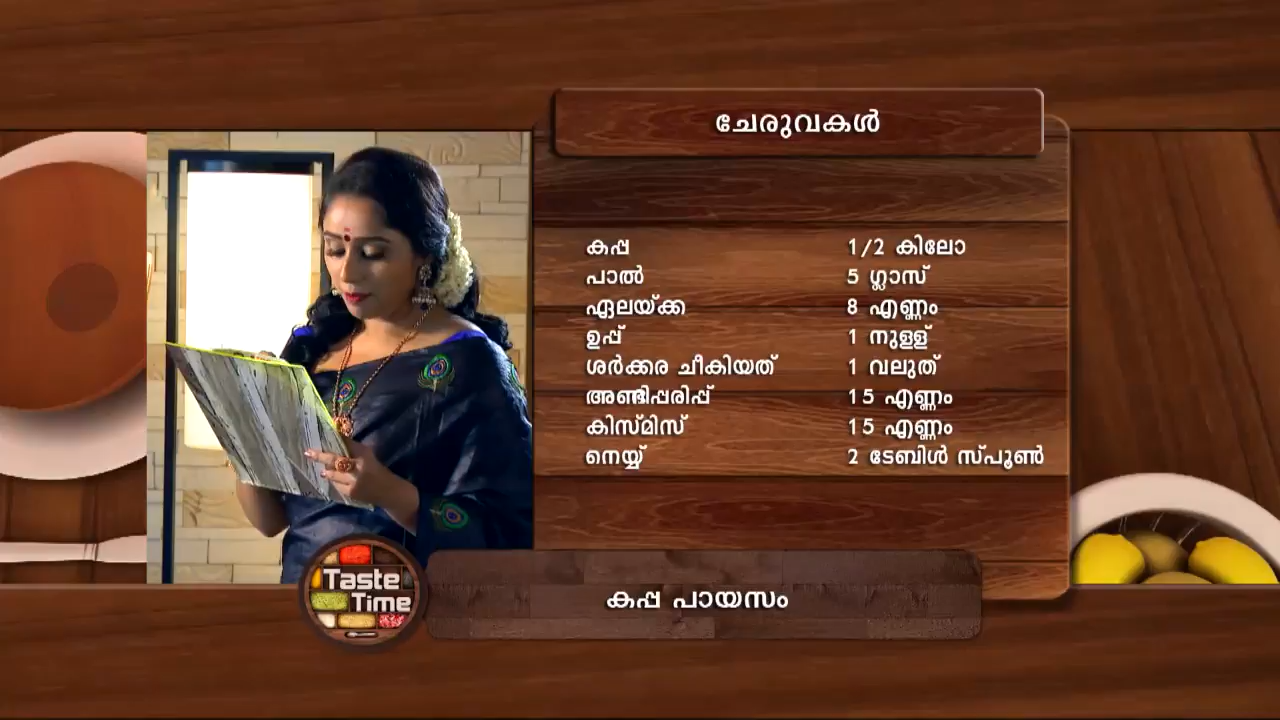 ചേരുവകൾ
കപ്പ 1/2 കിലോ
പാൽ 5 ഗ്ലാസ്
ഏലയ്ക്ക 8 എണ്ണം
ഉപ്പ് 1 നുള്ള്
ശർക്കര ചീകിയത് 1 വലുത്
അണ്ടിപ്പരിപ്പ് 15 എണ്ണം
കിസ്മിസ് 15 എണ്ണം
നെയ്യ് 2 ടേബിൾ സ്പൂൺ
Taste
Time
കപ്പ പായസം